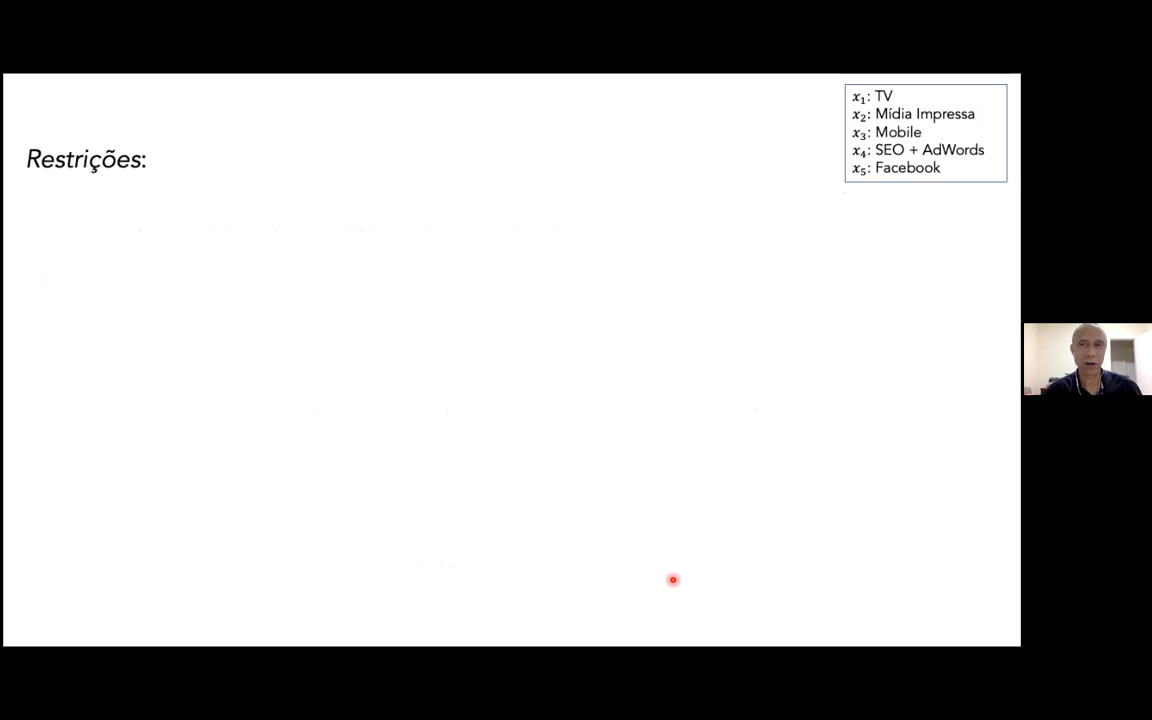 x₁: TV
x₂: Mídia Impressa
x₃: Mobile
x₄: SEO + AdWords
x₅: Facebook
Restrições: